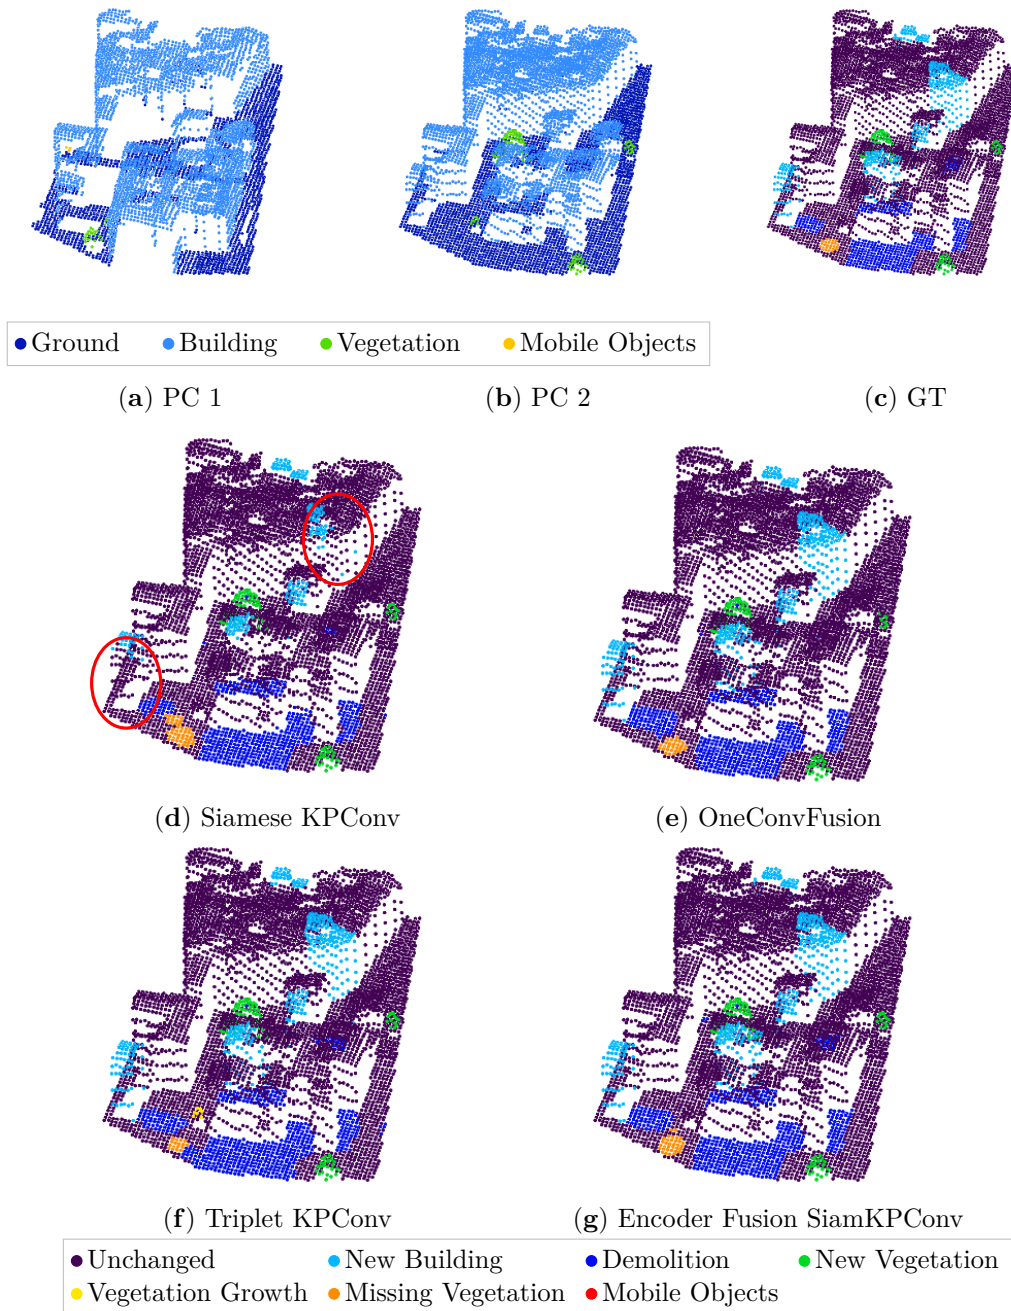 Ground Building Vegetation Mobile Objects
(a) PC 1 (b) PC 2 (c) GT
(d) Siamese KPConv (e) OneConvFusion
(f) Triplet KPConv (g) Encoder Fusion SiamKPConv
Unchanged New Building Demolition New Vegetation
Vegetation Growth Missing Vegetation Mobile Objects